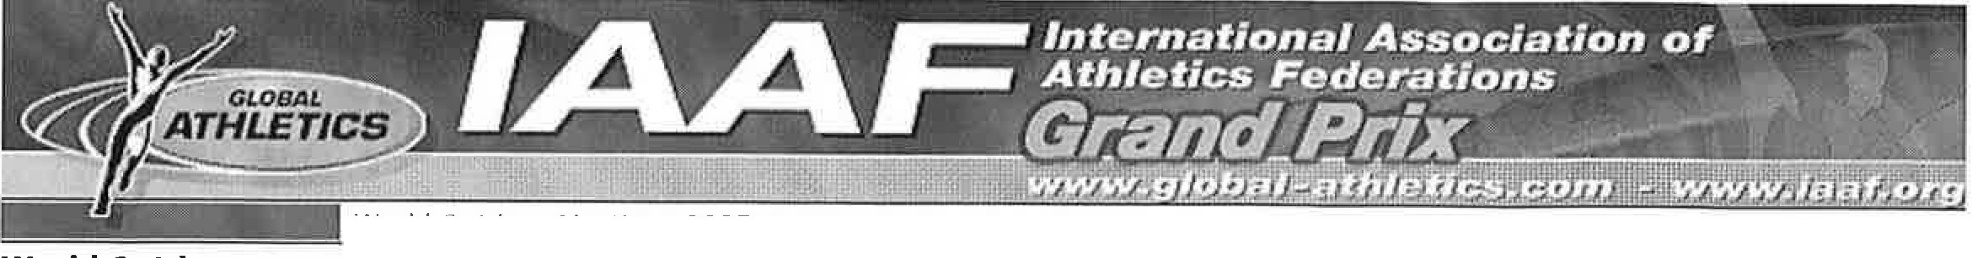 GLOBAL
ATHLETICS
IAAF
International Association of
Athletics Federations
Grand Prix
www.global-athletics.com - www.iaaf.org